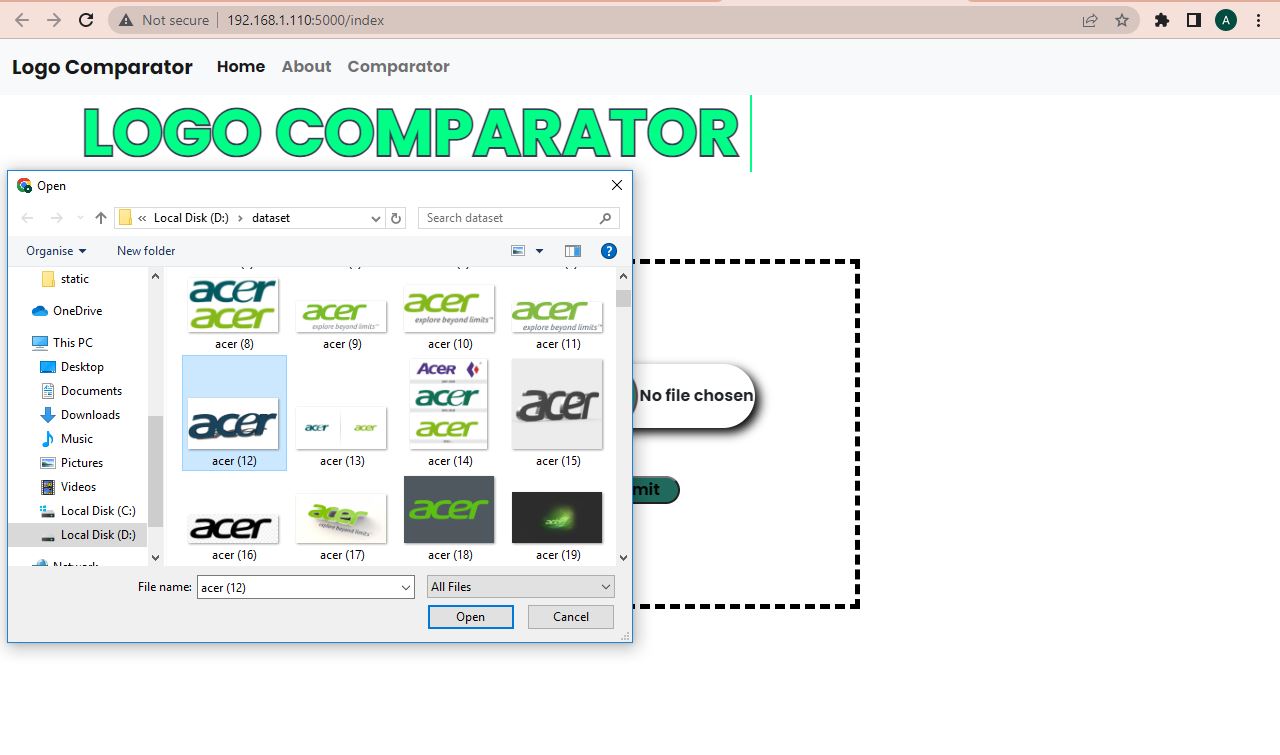 Not secure 192.168.1.110:5000/index A
Logo Comparator Home About Comparator
LOGO COMPARATOR
Open
« Local Disk (D:) › dataset Search dataset
Organise New folder ?
static
OneDrive
This PC
Desktop
Documents
Downloads
Music
Pictures
Videos
Local Disk (C:)
Local Disk (D:)
Network
acer
acer
acer (8)
acer
explore beyond limits™
acer (9)
acer
explore beyond limits™
acer (10)
acer
explore beyond limits™
acer (11)
acer
acer (12)
acer acer
acer (13)
ACER
acer
acer
acer (14)
acer
acer (15)
acer
acer (16)
acer
explore beyond limits™
acer (17)
acer
acer (18)
acer
acer (19)
File name: acer (12) All Files
Open Cancel
No file chosen
mit